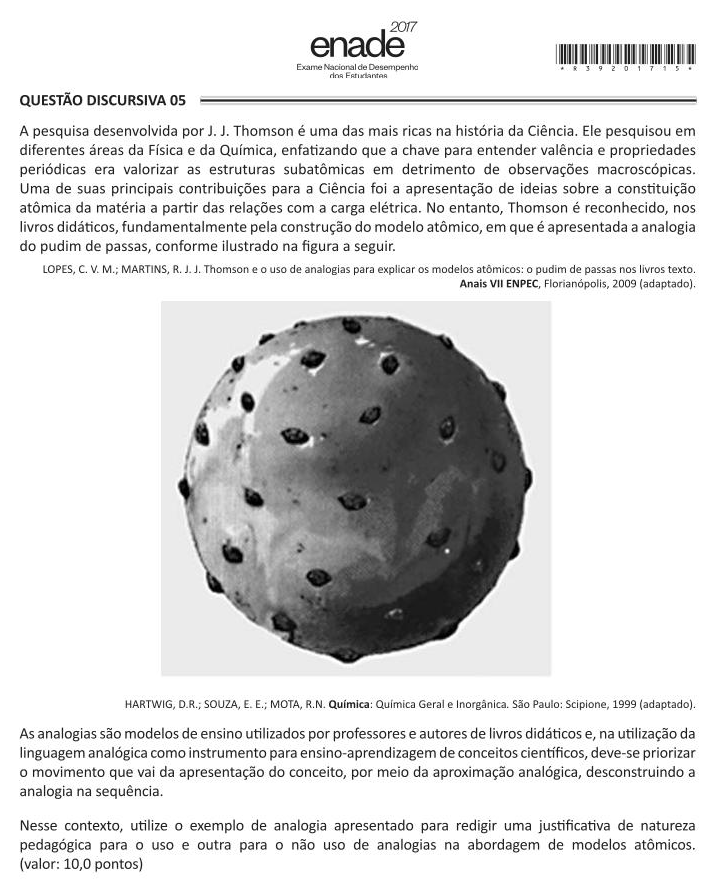 2017
enade
Exame Nacional de Desempenho
dos Estudantes
* R 3 9 2 0 1 7 1 5 *
QUESTÃO DISCURSIVA 05
A pesquisa desenvolvida por J. J. Thomson é uma das mais ricas na história da Ciência. Ele pesquisou em
diferentes áreas da Física e da Química, enfatizando que a chave para entender valência e propriedades
periódicas era valorizar as estruturas subatômicas em detrimento de observações macroscópicas.
Uma de suas principais contribuições para a Ciência foi a apresentação de ideias sobre a constituição
atômica da matéria a partir das relações com a carga elétrica. No entanto, Thomson é reconhecido, nos
livros didáticos, fundamentalmente pela construção do modelo atômico, em que é apresentada a analogia
do pudim de passas, conforme ilustrado na figura a seguir.
LOPES, C. V. M.; MARTINS, R. J. J. Thomson e o uso de analogias para explicar os modelos atômicos: o pudim de passas nos livros texto.
Anais VII ENPEC, Florianópolis, 2009 (adaptado).
HARTWIG, D.R.; SOUZA, E. E.; MOTA, R.N. Química: Química Geral e Inorgânica. São Paulo: Scipione, 1999 (adaptado).
As analogias são modelos de ensino utilizados por professores e autores de livros didáticos e, na utilização da
linguagem analógica como instrumento para ensino-aprendizagem de conceitos científicos, deve-se priorizar
o movimento que vai da apresentação do conceito, por meio da aproximação analógica, desconstruindo a
analogia na sequência.
Nesse contexto, utilize o exemplo de analogia apresentado para redigir uma justificativa de natureza
pedagógica para o uso e outra para o não uso de analogias na abordagem de modelos atômicos.
(valor: 10,0 pontos)